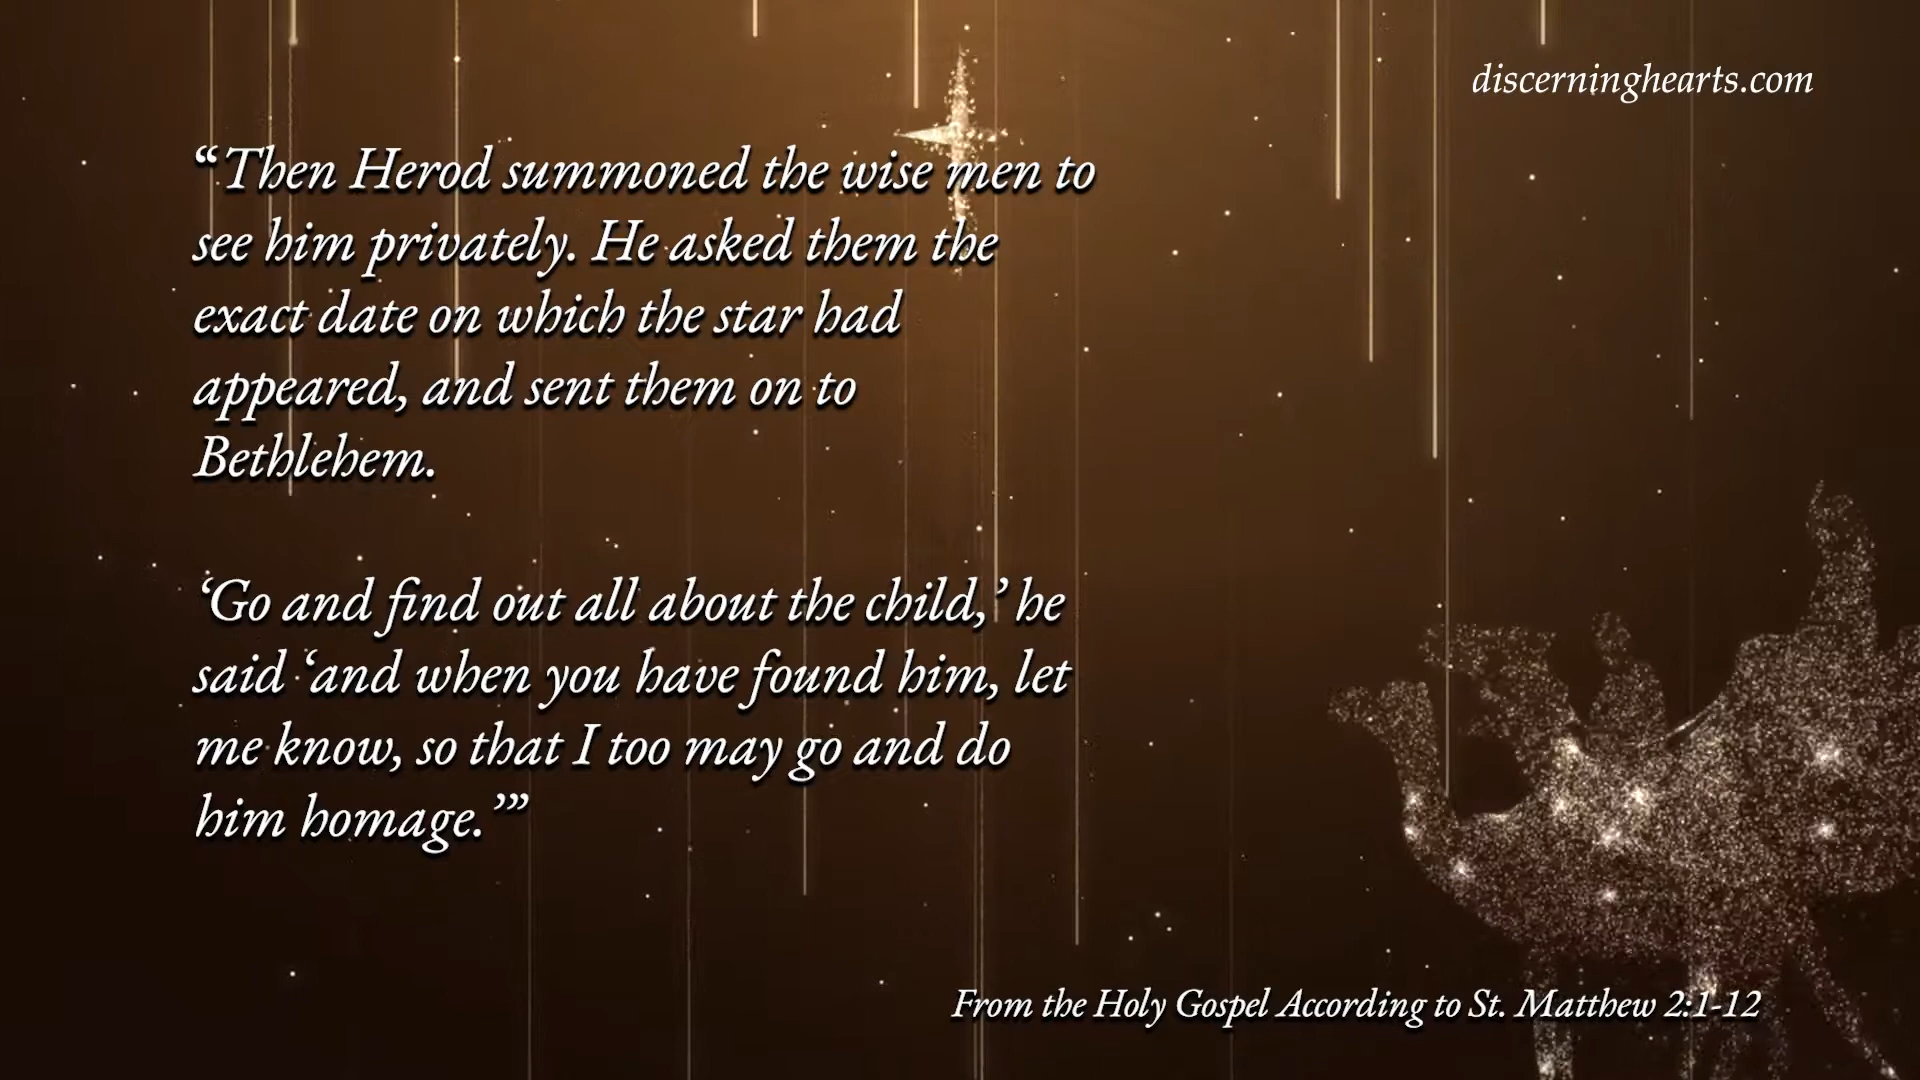 discerninghearts.com
“Then Herod summoned the wise men to
see him privately. He asked them the
exact date on which the star had
appeared, and sent them on to
Bethlehem.
‘Go and find out all about the child,’ he
said ‘and when you have found him, let
me know, so that I too may go and do
him homage.’”
From the Holy Gospel According to St. Matthew 2:1-12